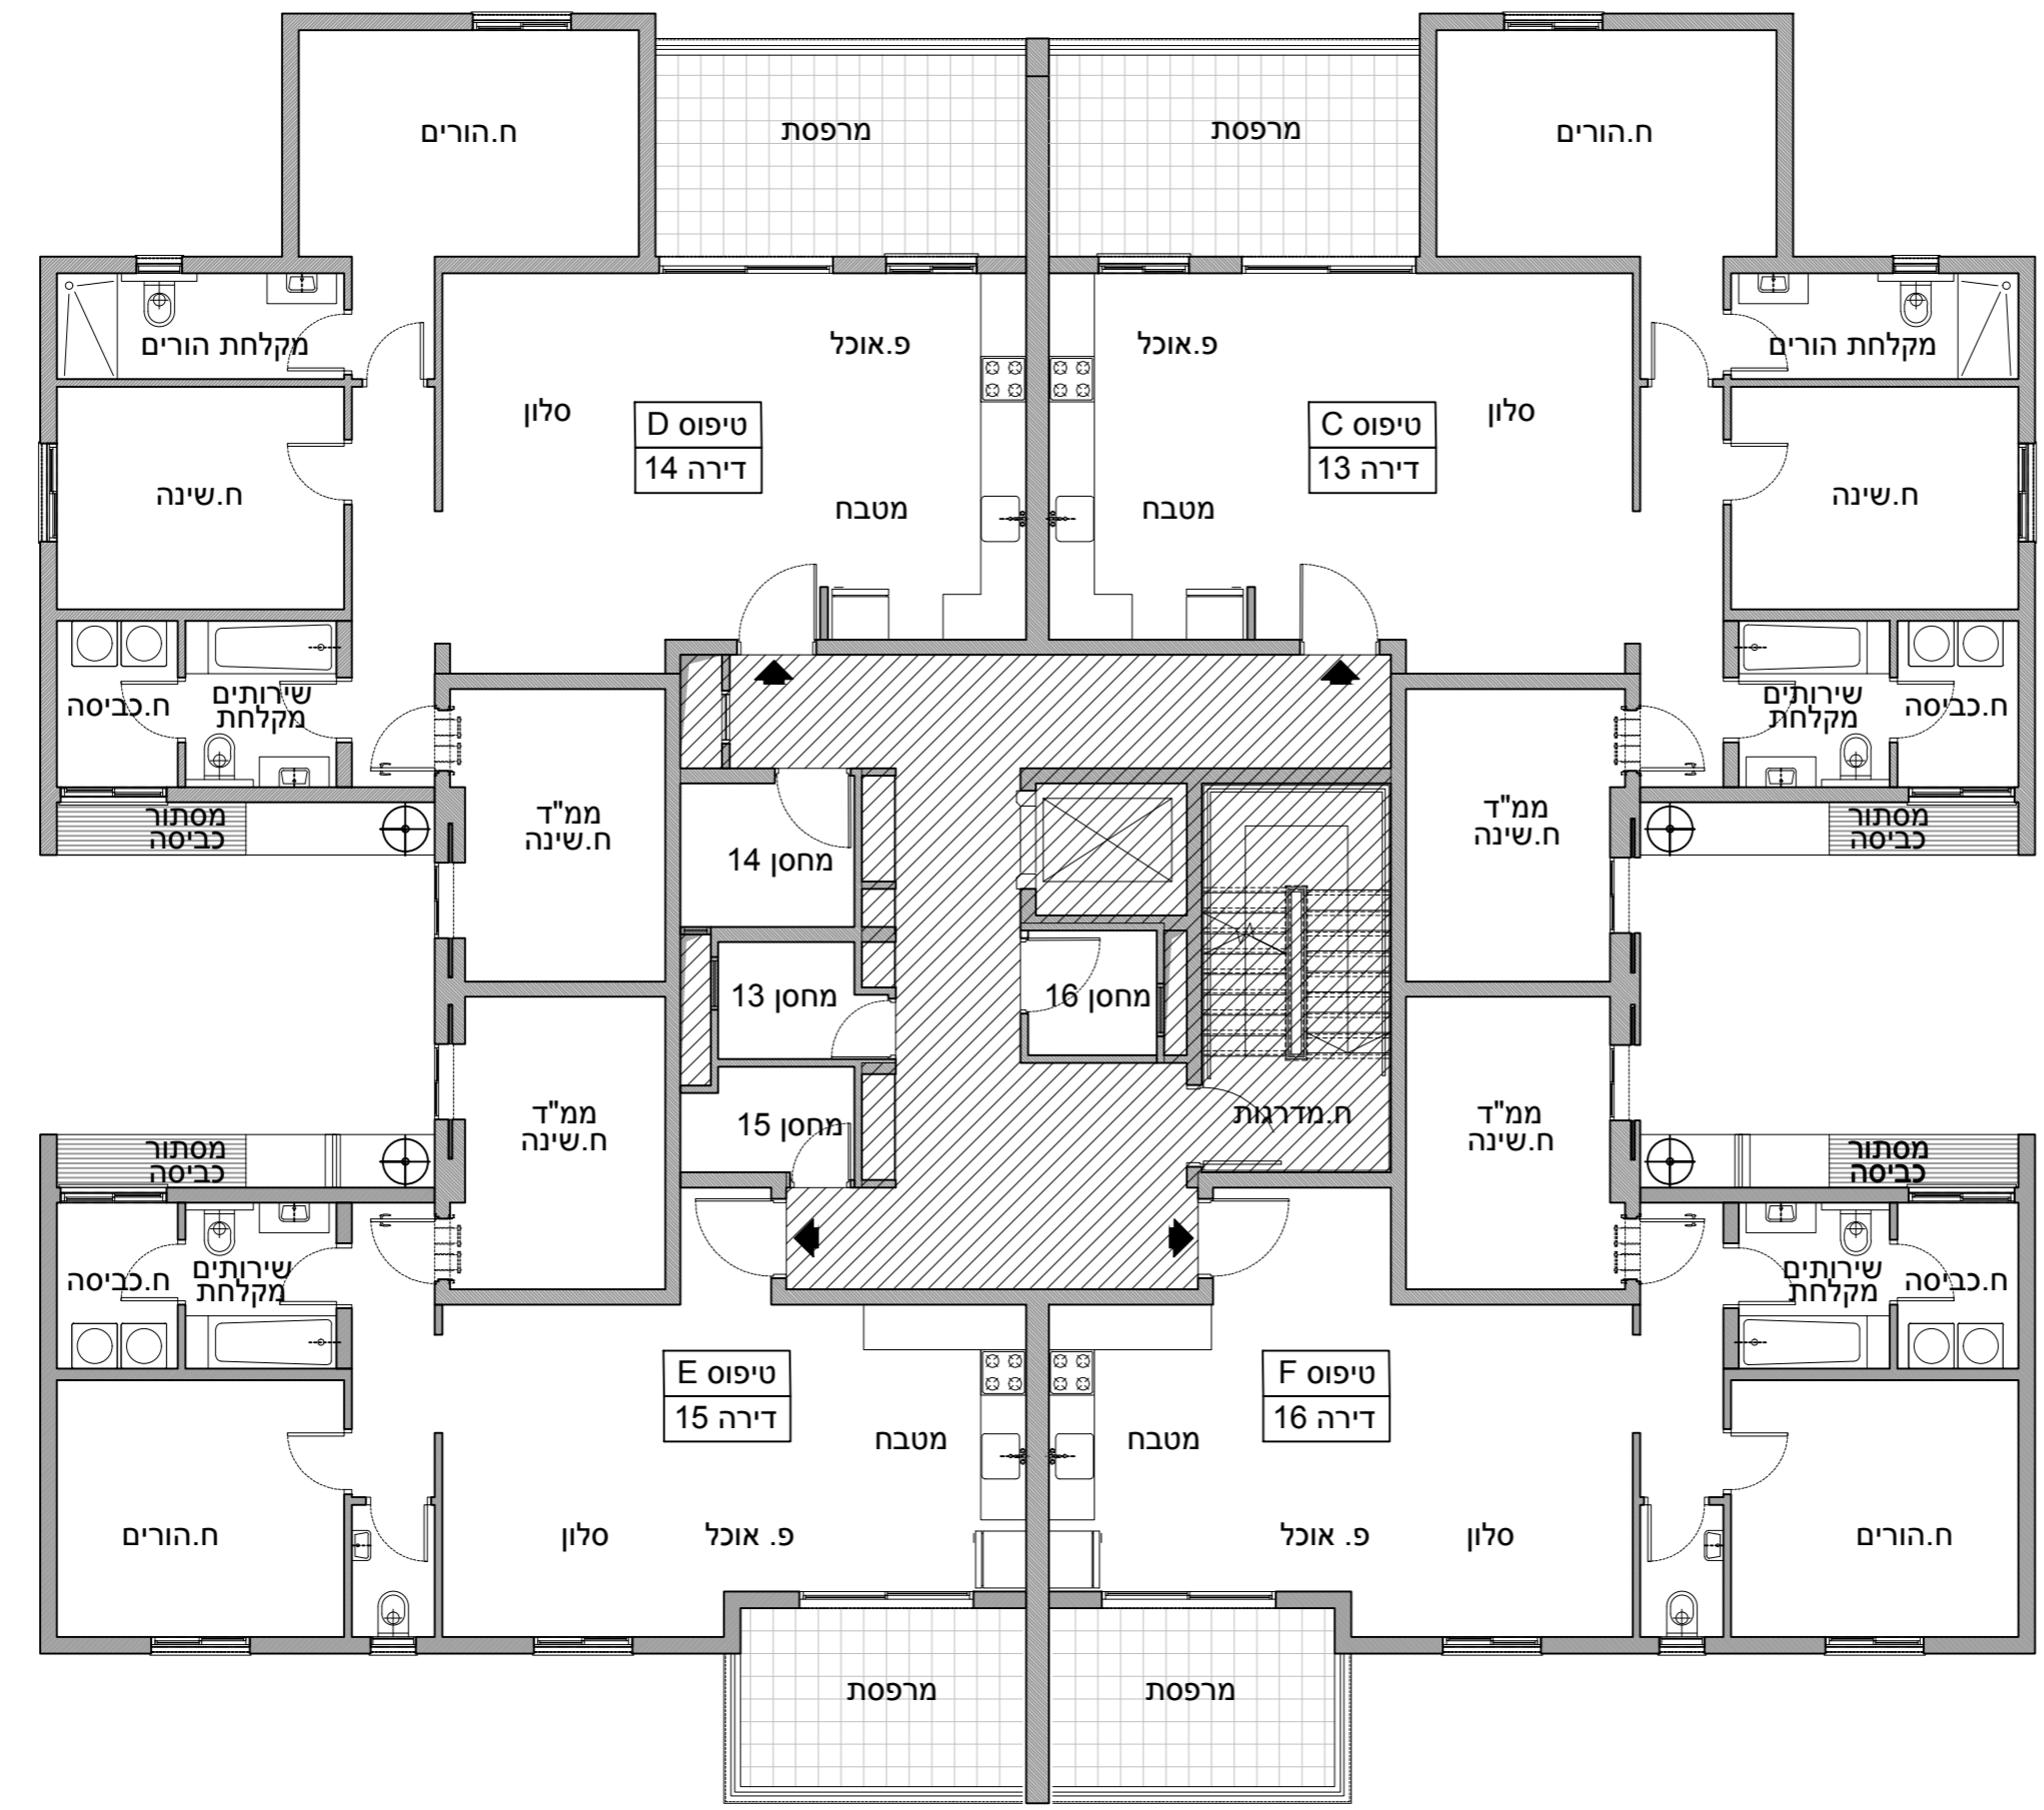 ח.הורים
מרפסת
מרפסת
ח.הורים
מקלחת הורים
פ.אוכל
פ.אוכל
מקלחת הורים
סלון
טיפוס D
דירה 14
טיפוס C
דירה 13
סלון
ח.שינה
מטבח
מטבח
ח.שינה
ח.כביסה
שירותים
מקלחת
שירותים
מקלחת
ח.כביסה
מסתור
כביסה
ממ"ד
ח.שינה
מחסן 14
ממ"ד
ח.שינה
מסתור
כביסה
מחסן 13
מחסן 16
מסתור
כביסה
ממ"ד
ח.שינה
מחסן 15
ח.מדרגות
ממ"ד
ח.שינה
מסתור
כביסה
ח.כביסה
שירותים
מקלחת
שירותים
מקלחת
ח.כביסה
טיפוס E
דירה 15
טיפוס F
דירה 16
מטבח
מטבח
ח.הורים
סלון
פ. אוכל
פ. אוכל
סלון
ח.הורים
מרפסת
מרפסת